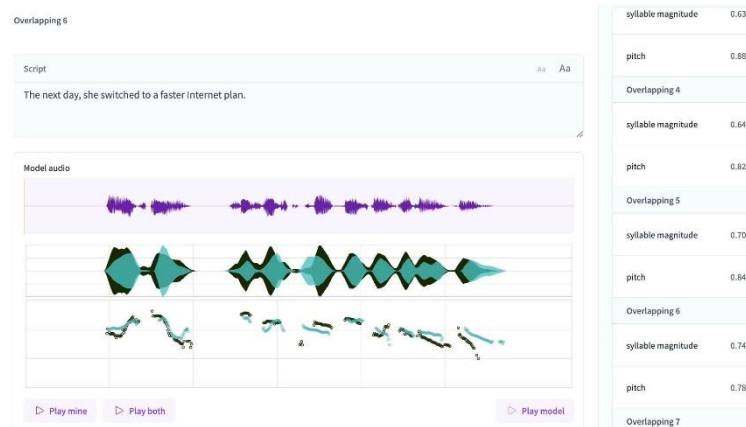 Overlapping 6
Script Aa Aa
The next day, she switched to a faster Internet plan.
Model audio
Play mine
Play both
Play model
syllable magnitude 0.63
pitch 0.88
Overlapping 4
syllable magnitude 0.64
pitch 0.82
Overlapping 5
syllable magnitude 0.70
pitch 0.84
Overlapping 6
syllable magnitude 0.74
pitch 0.78
Overlapping 7